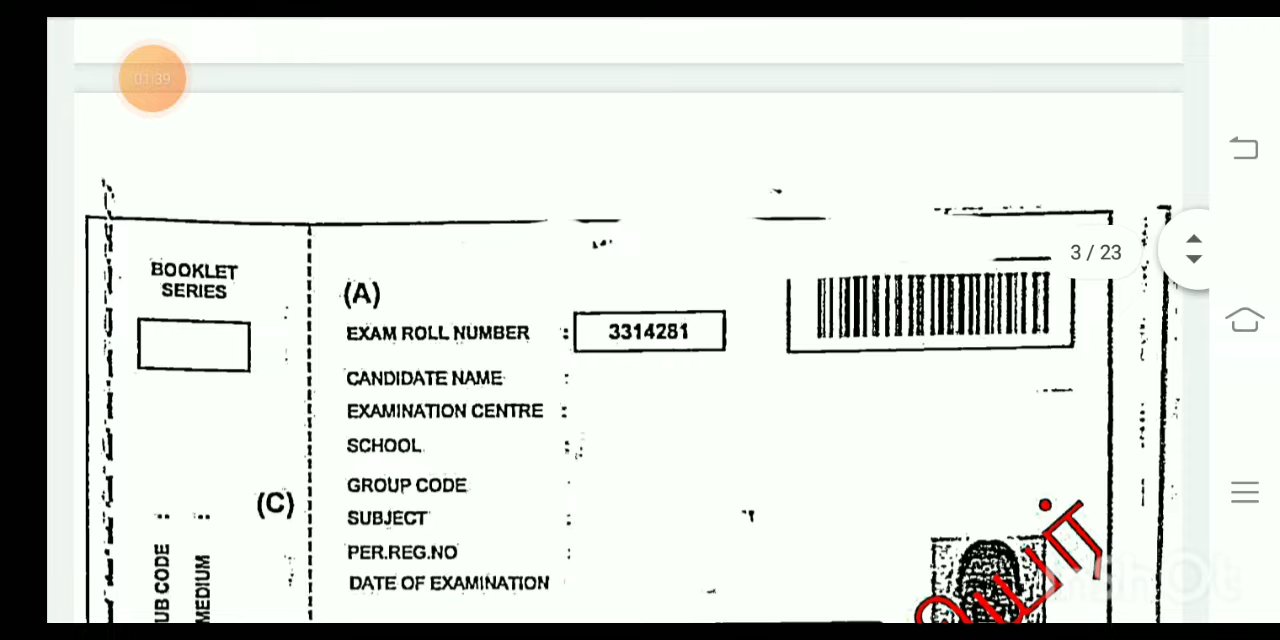 01:39
3 / 23
BOOKLET
SERIES
(A)
EXAM ROLL NUMBER : 3314281
CANDIDATE NAME :
EXAMINATION CENTRE :
SCHOOL :
GROUP CODE
SUBJECT :
PER.REG.NO :
DATE OF EXAMINATION
(C)
UB CODE :
MEDIUM :